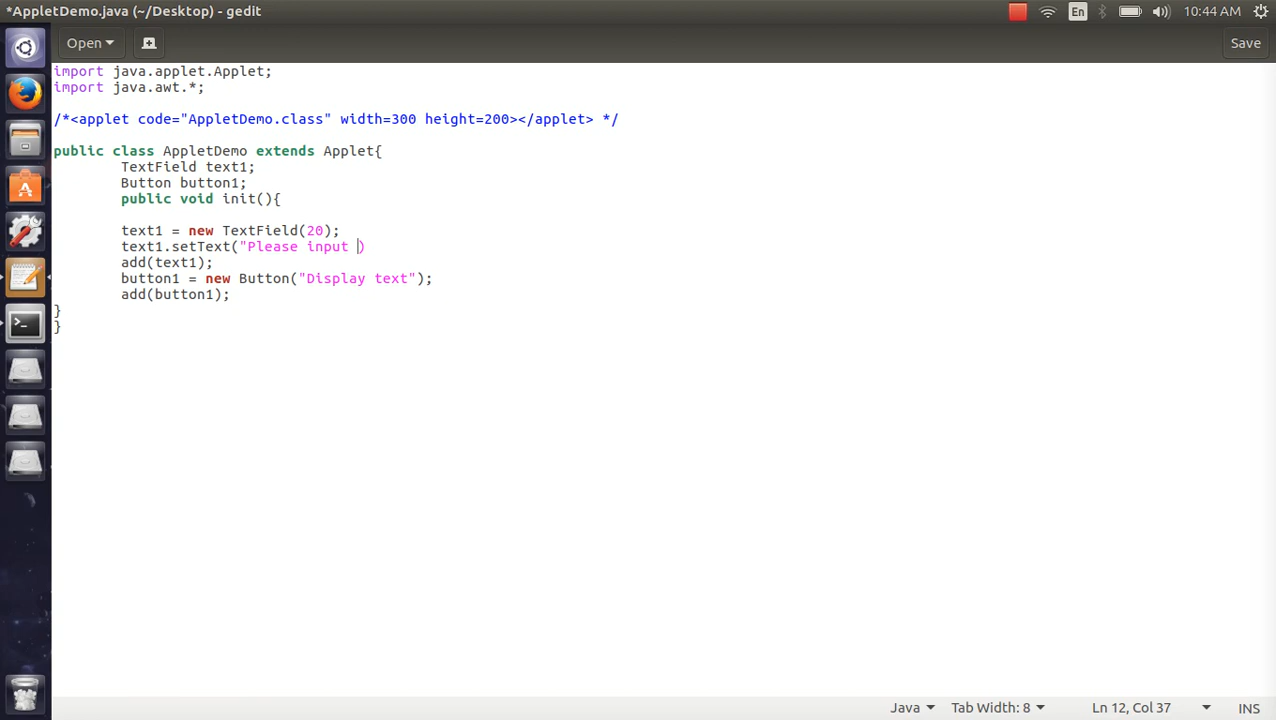 *AppletDemo.java (~/Desktop) - gedit
En
10:44 AM
Open
Save
import java.applet.Applet;
import java.awt.*;
/*<applet code="AppletDemo.class" width=300 height=200></applet> */
public class AppletDemo extends Applet{
TextField text1;
Button button1;
public void init(){
text1 = new TextField(20);
text1.setText("Please input )
add(text1);
button1 = new Button("Display text");
add(button1);
}
}
Java
Tab Width: 8
Ln 12, Col 37
INS